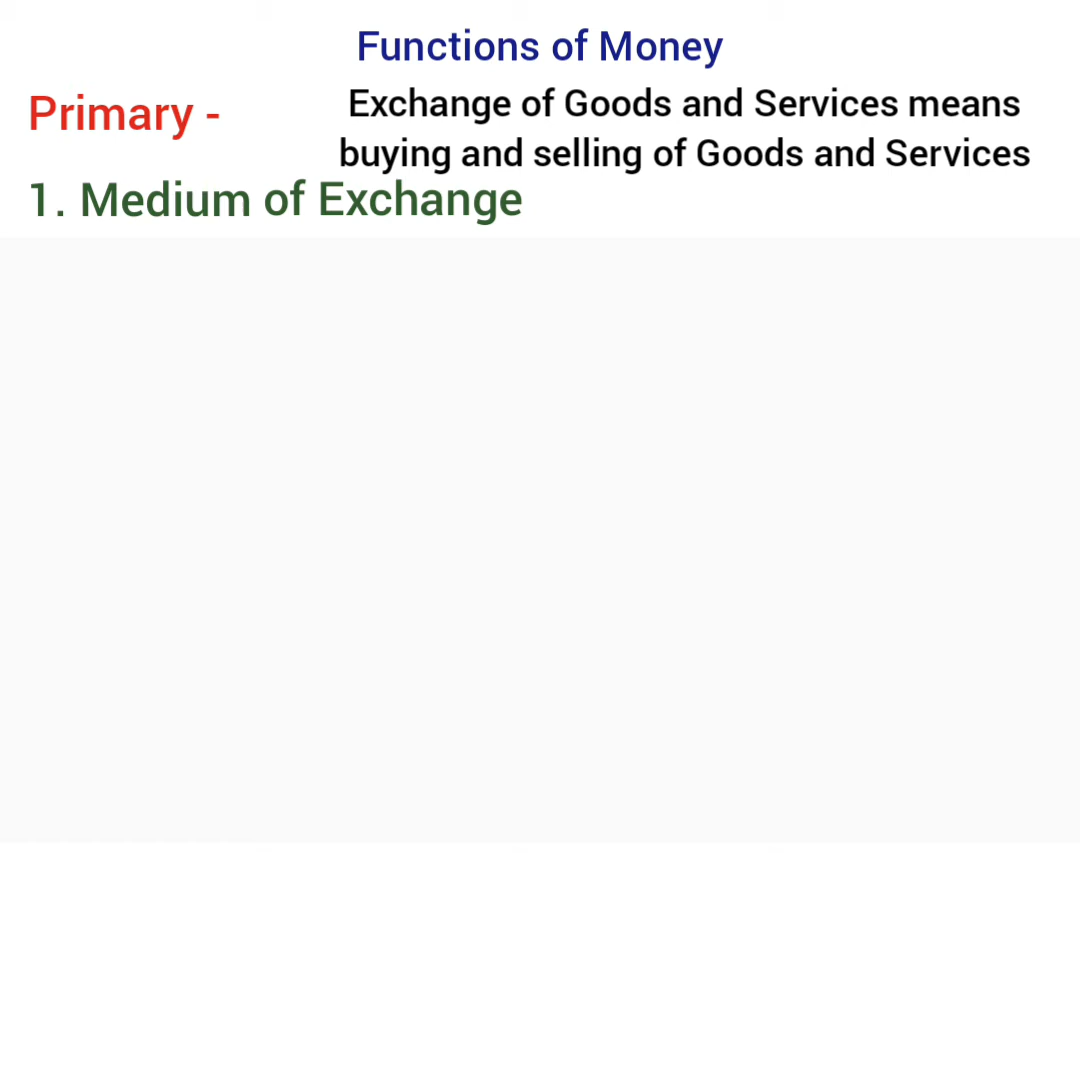 Functions of Money
Primary -
Exchange of Goods and Services means
buying and selling of Goods and Services
1. Medium of Exchange